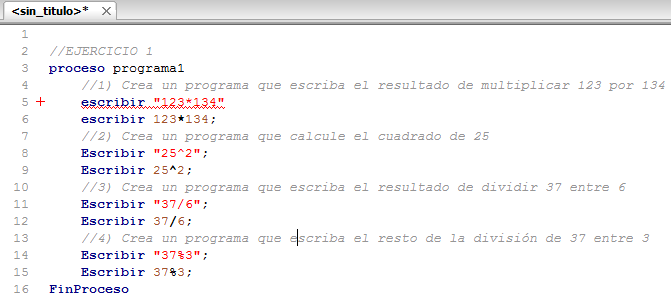 <sin_titulo>* ×
1
2 //EJERCICIO 1
3 proceso programa1
4 //1) Crea un programa que escriba el resultado de multiplicar 123 por 134
5 + escribir "123*134"
6 escribir 123*134;
7 //2) Crea un programa que calcule el cuadrado de 25
8 Escribir "25^2";
9 Escribir 25^2;
10 //3) Crea un programa que escriba el resultado de dividir 37 entre 6
11 Escribir "37/6";
12 Escribir 37/6;
13 //4) Crea un programa que escriba el resto de la división de 37 entre 3
14 Escribir "37%3";
15 Escribir 37%3;
16 FinProceso